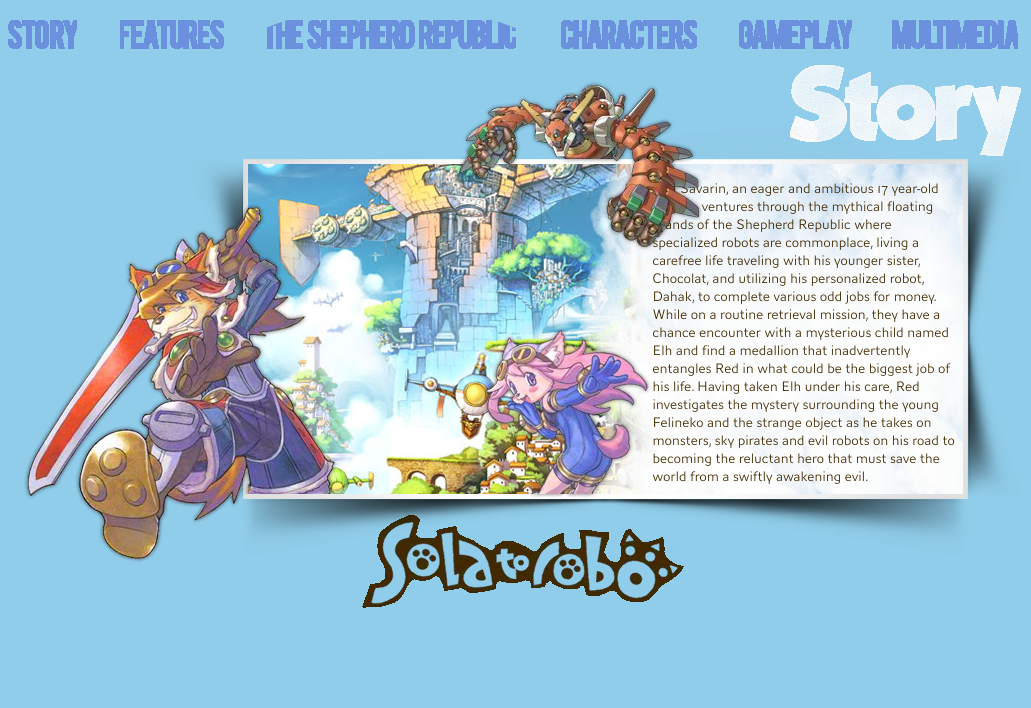 STORY FEATURES THE SHEPHERD REPUBLIC CHARACTERS GAMEPLAY MULTIMEDIA
Story
Savarin, an eager and ambitious 17 year-old
ventures through the mythical floating
ands of the Shepherd Republic where
specialized robots are commonplace, living a
carefree life traveling with his younger sister,
Chocolat, and utilizing his personalized robot,
Dahak, to complete various odd jobs for money.
While on a routine retrieval mission, they have a
chance encounter with a mysterious child named
Elh and find a medallion that inadvertently
entangles Red in what could be the biggest job of
his life. Having taken Elh under his care, Red
investigates the mystery surrounding the young
Felineko and the strange object as he takes on
monsters, sky pirates and evil robots on his road to
becoming the reluctant hero that must save the
world from a swiftly awakening evil.
Solatorobo